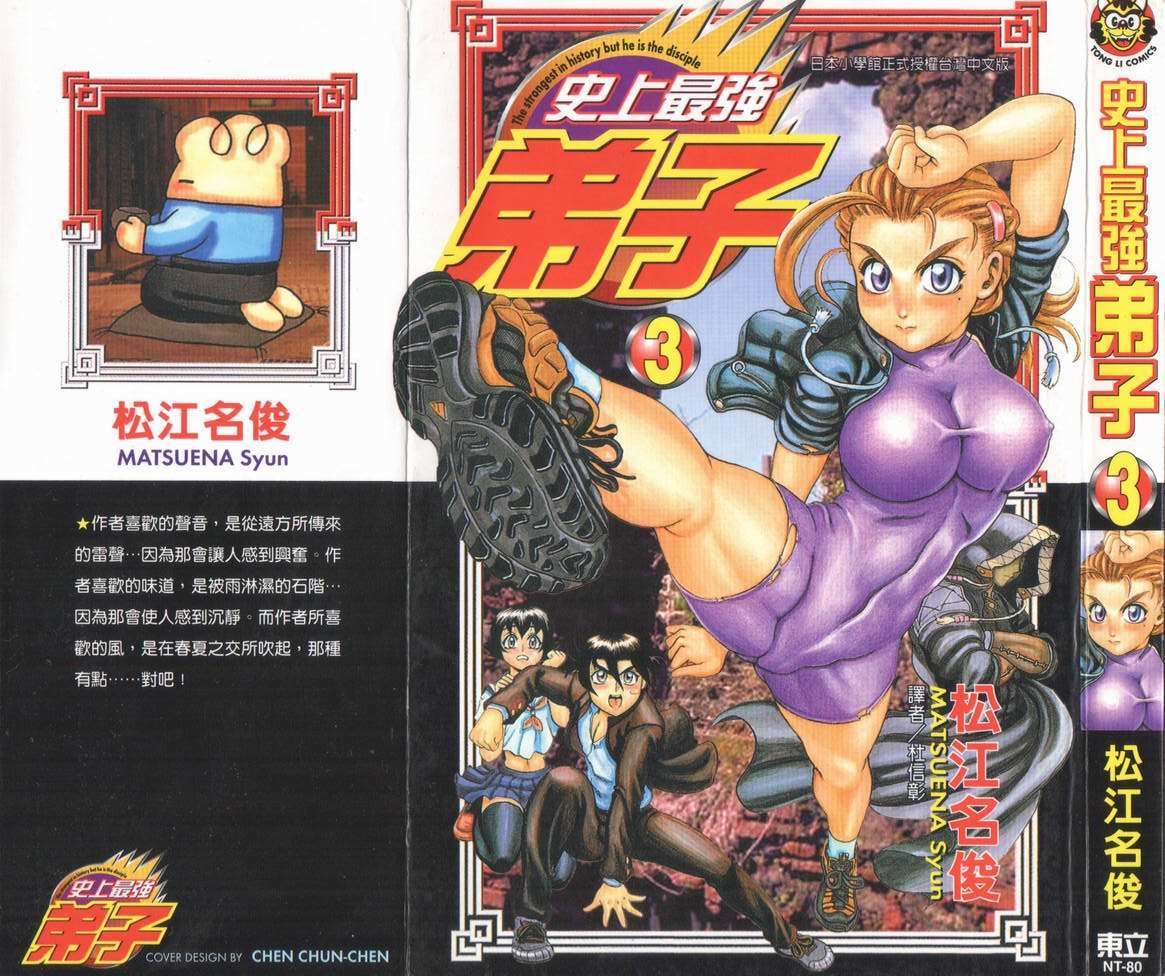 松江名俊
MATSUENA Syun
★作者喜歡的聲音，是從遠方所傳來
的雷聲…因為那會讓人感到興奮。作
者喜歡的味道，是被雨淋濕的石階…
因為那會使人感到沉靜。而作者所喜
歡的風，是在春夏之交所吹起，那種
有點……對吧！
史上最強
弟子
COVER DESIGN BY CHEN CHUN-CHEN
The strongest in history but he is the disciple
史上最強
弟子
3
日本小學館正式授權台灣中文版
松江名俊
MATSUENA Syun
譯者／杜信彰
TONG LI COMICS
史上最強弟子
3
松江名俊
東立
NT-80